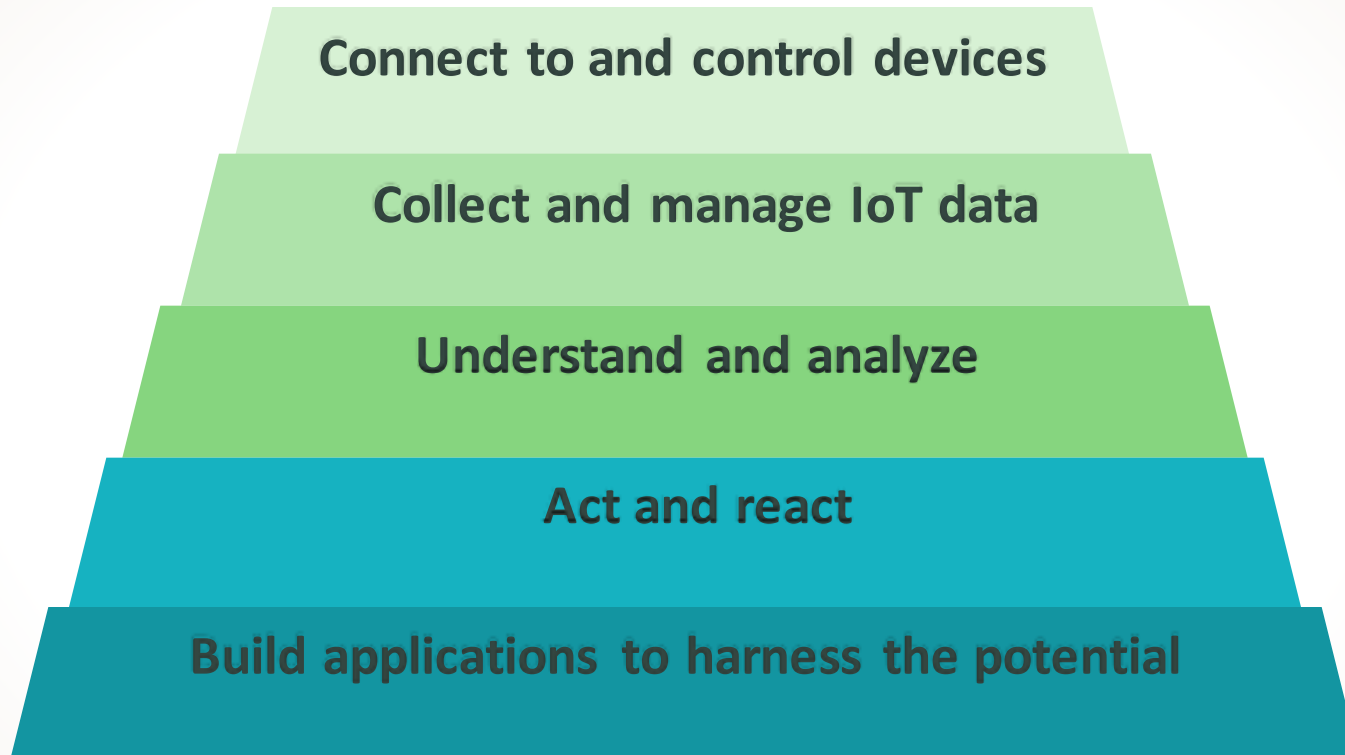 Connect to and control devices
Collect and manage IoT data
Understand and analyze
Act and react
Build applications to harness the potential